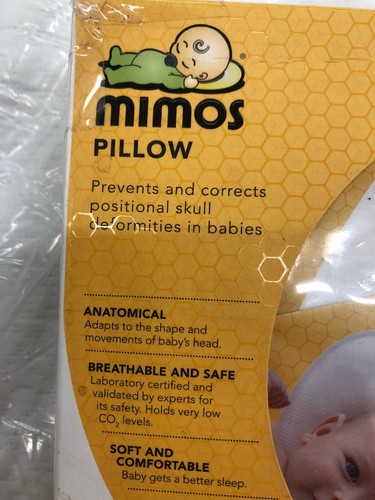 mimos
PILLOW
Prevents and corrects
positional skull
deformities in babies
ANATOMICAL
Adapts to the shape and
movements of baby's head.
BREATHABLE AND SAFE
Laboratory certified and
validated by experts for
its safety. Holds very low
CO₂ levels.
SOFT AND
COMFORTABLE
Baby gets a better sleep.